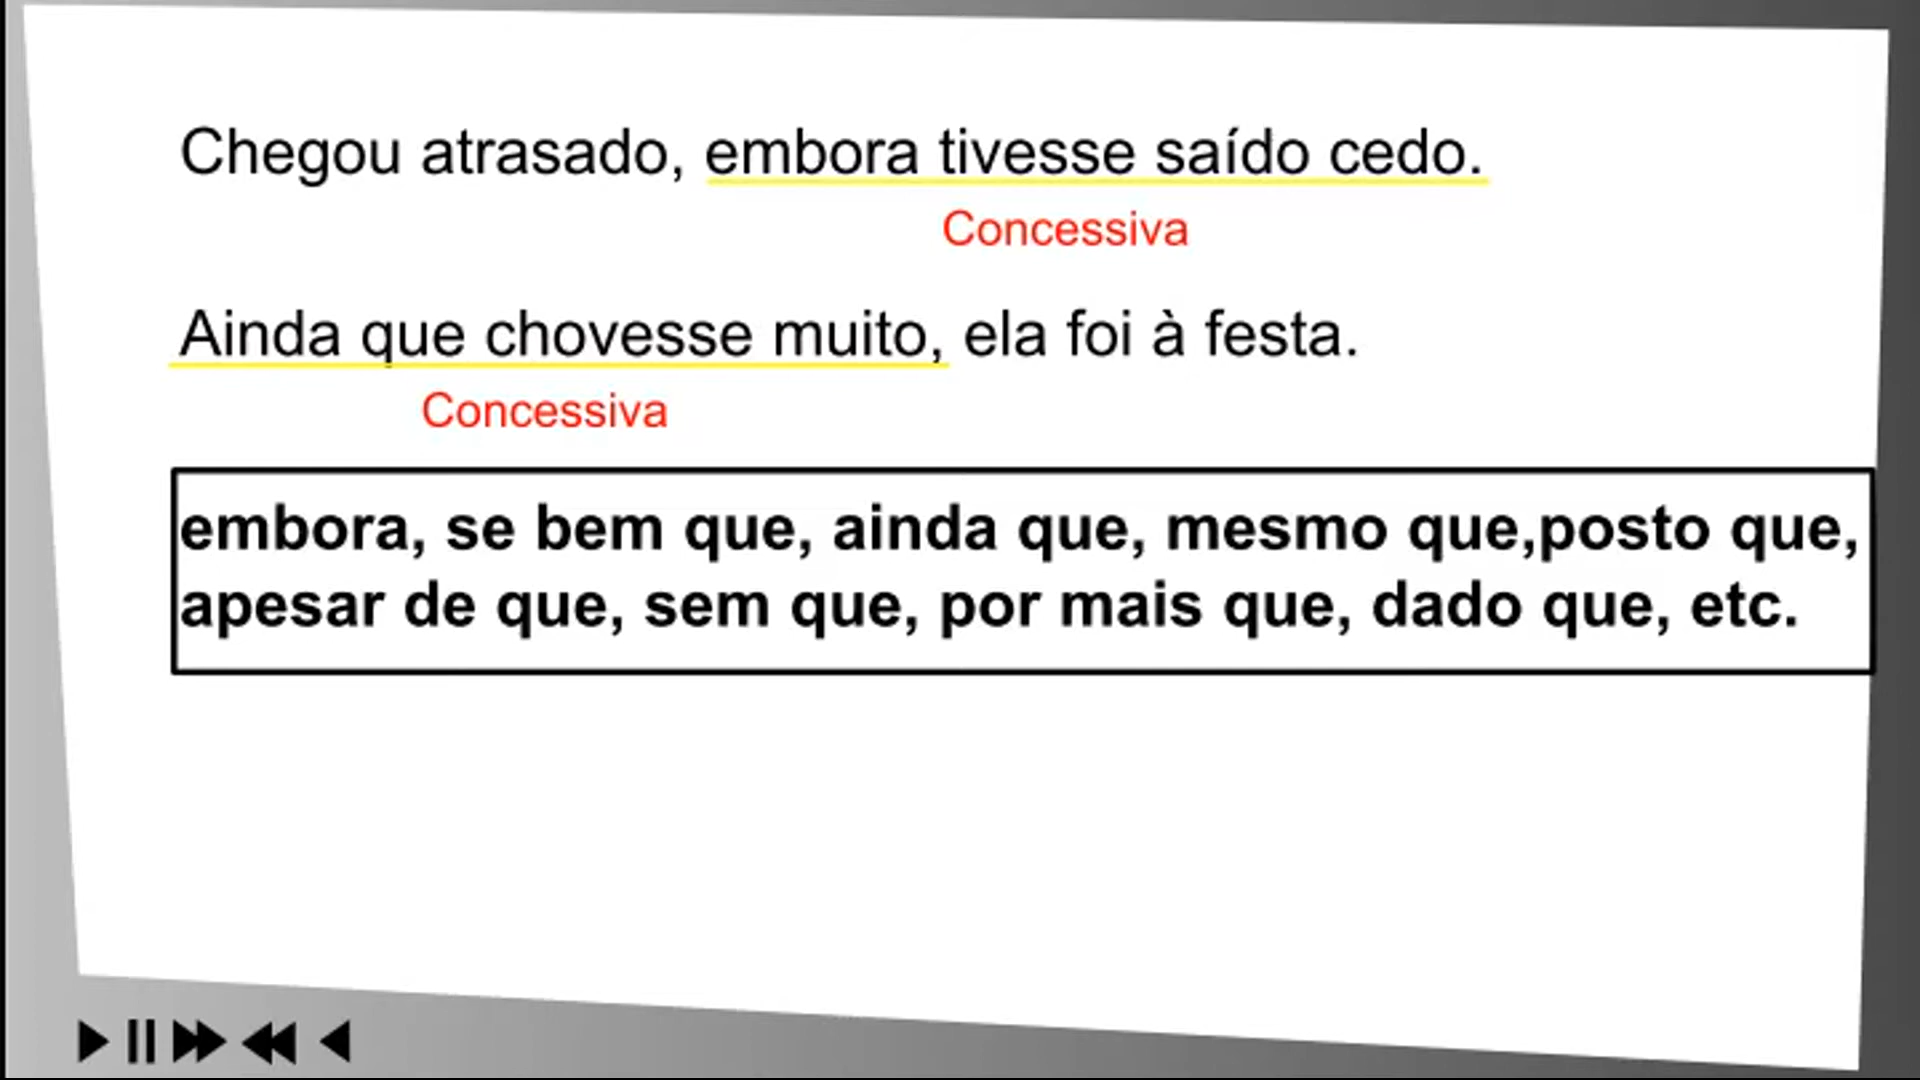 Chegou atrasado, embora tivesse saído cedo.
Concessiva
Ainda que chovesse muito, ela foi à festa.
Concessiva
embora, se bem que, ainda que, mesmo que,posto que,
apesar de que, sem que, por mais que, dado que, etc.